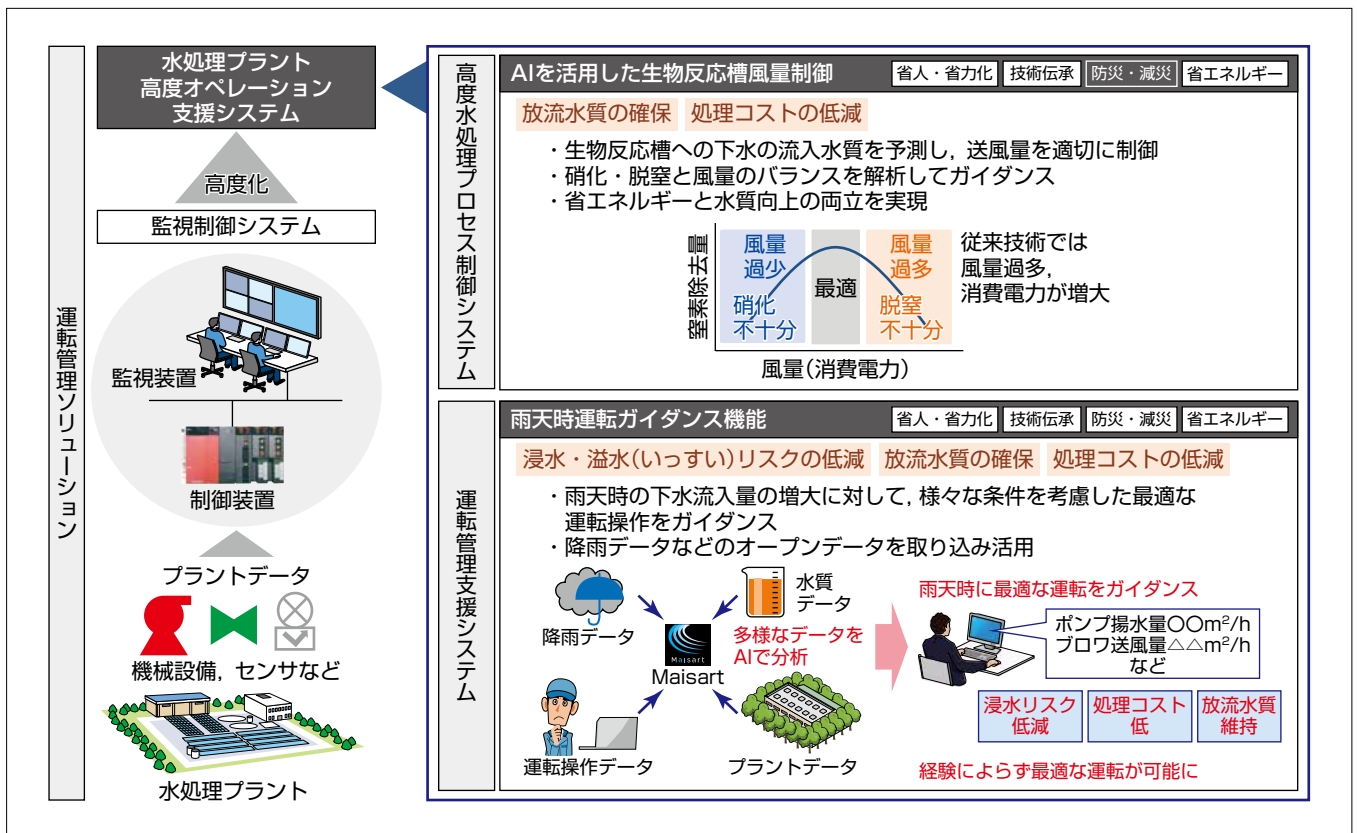 運転管理ソリューション
水処理プラント
高度オペレーション
支援システム
高度化
監視制御システム
監視装置
制御装置
プラントデータ
機械設備，センサなど
水処理プラント
高度水処理プロセス制御システム
AIを活用した生物反応槽風量制御
省人・省力化 技術伝承 防災・減災 省エネルギー
放流水質の確保 処理コストの低減
・生物反応槽への下水の流入水質を予測し，送風量を適切に制御
・硝化・脱窒と風量のバランスを解析してガイダンス
・省エネルギーと水質向上の両立を実現
窒素除去量
風量
過少
硝化
不十分
最適
風量
過多
脱窒
不十分
風量（消費電力）
従来技術では
風量過多，
消費電力が増大
運転管理支援システム
雨天時運転ガイダンス機能
省人・省力化 技術伝承 防災・減災 省エネルギー
浸水・溢水（いっすい）リスクの低減 放流水質の確保 処理コストの低減
・雨天時の下水流入量の増大に対して，様々な条件を考慮した最適な
運転操作をガイダンス
・降雨データなどのオープンデータを取り込み活用
降雨データ
水質
データ
Maisart
Maisart
多様なデータを
AIで分析
運転操作データ
プラントデータ
雨天時に最適な運転をガイダンス
ポンプ揚水量〇〇m²/h
ブロワ送風量△△m²/h
など
浸水リスク
低減
処理コスト
低
放流水質
維持
経験によらず最適な運転が可能に